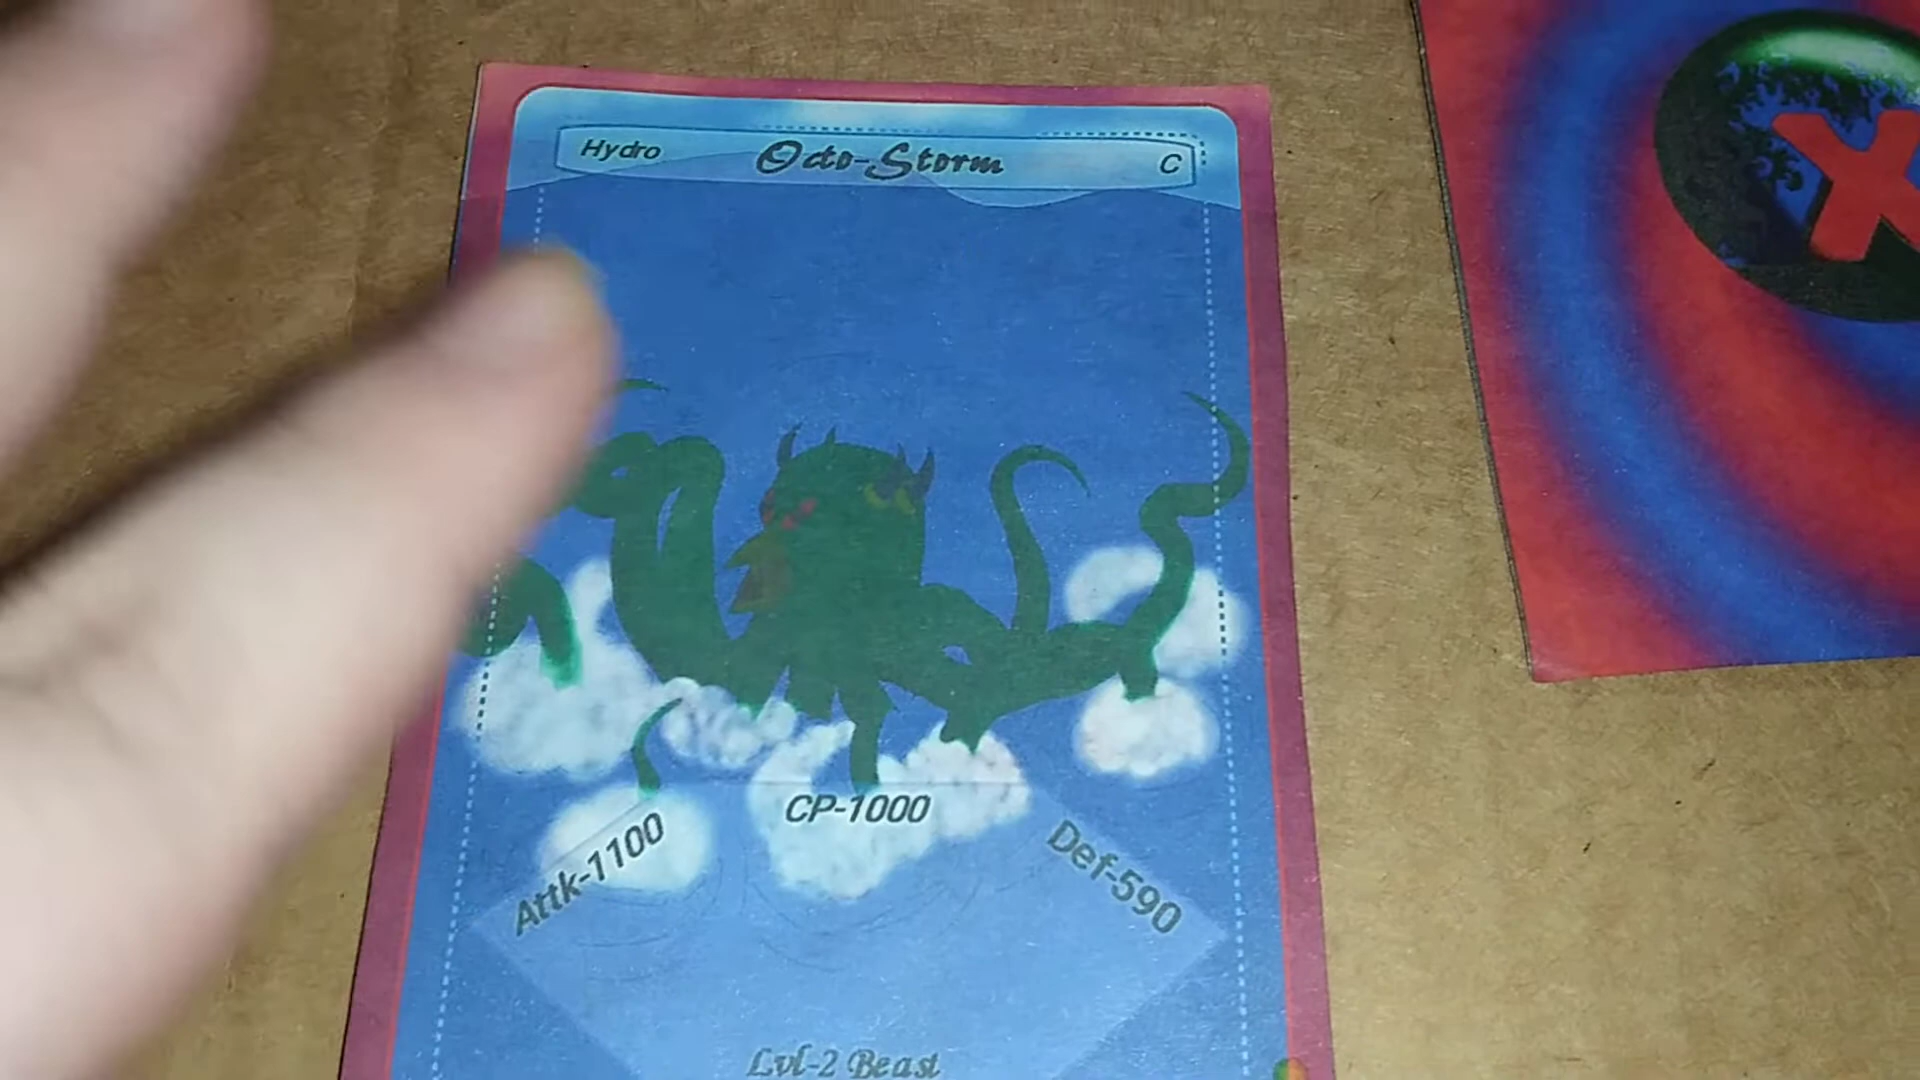 Hydro
Octo-Storm
C
CP-1000
Attk-1100
Def-590
Lvl-2 Beast
X